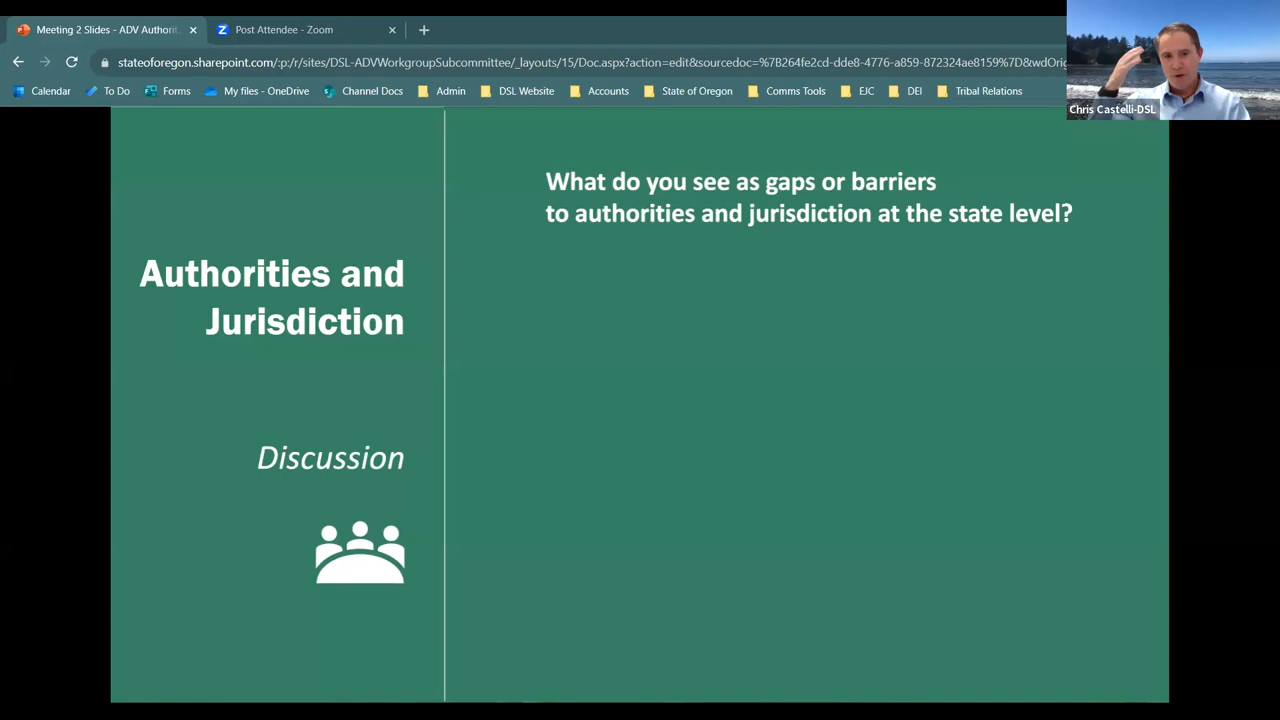 Meeting 2 Slides - ADV Authorit
Post Attendee - Zoom
stateoforegon.sharepoint.com/:p:/r/sites/DSL-ADVWorkgroupSubcommittee/_layouts/15/Doc.aspx?action=edit&sourcedoc=%7B264fe2cd-dde8-4776-a859-872324ae8159%7D&wdOri
Calendar To Do Forms My files - OneDrive Channel Docs Admin DSL Website Accounts State of Oregon Comms Tools EJC DEI Tribal Relations
Chris Castelli-DSL
What do you see as gaps or barriers
to authorities and jurisdiction at the state level?
Authorities and
Jurisdiction
Discussion